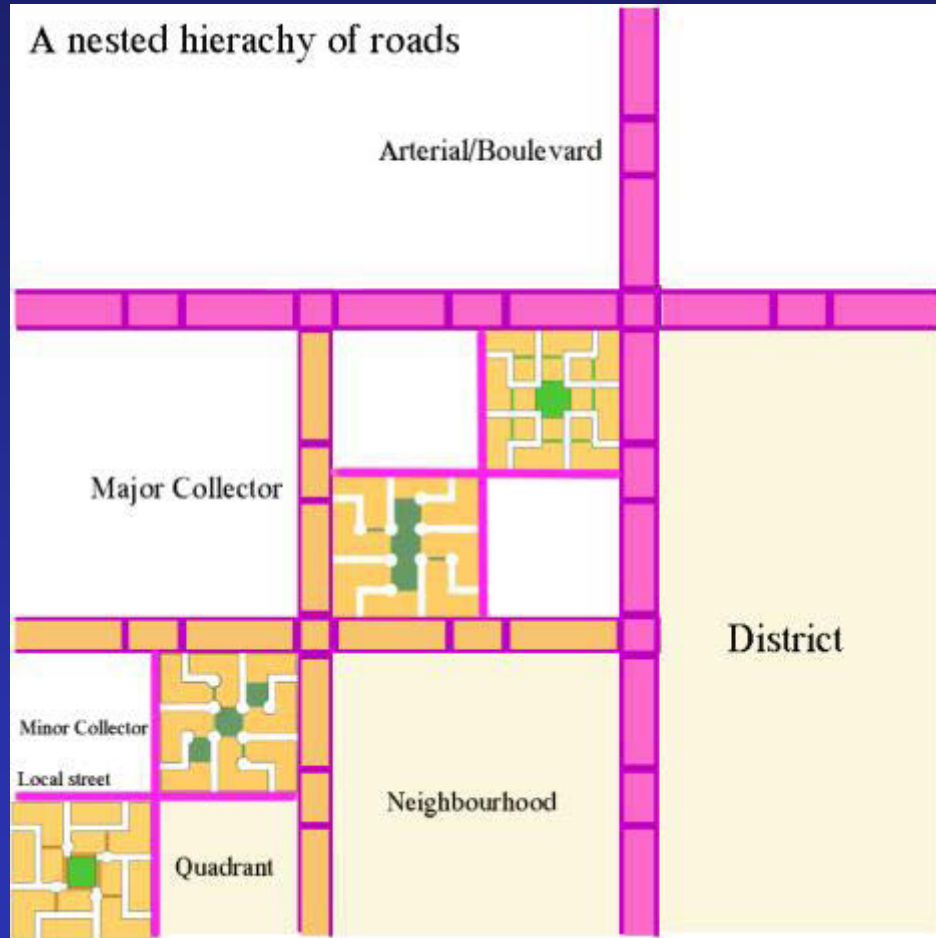 A nested hierachy of roads
Arterial/Boulevard
Major Collector
District
Minor Collector
Local street
Neighbourhood
Quadrant